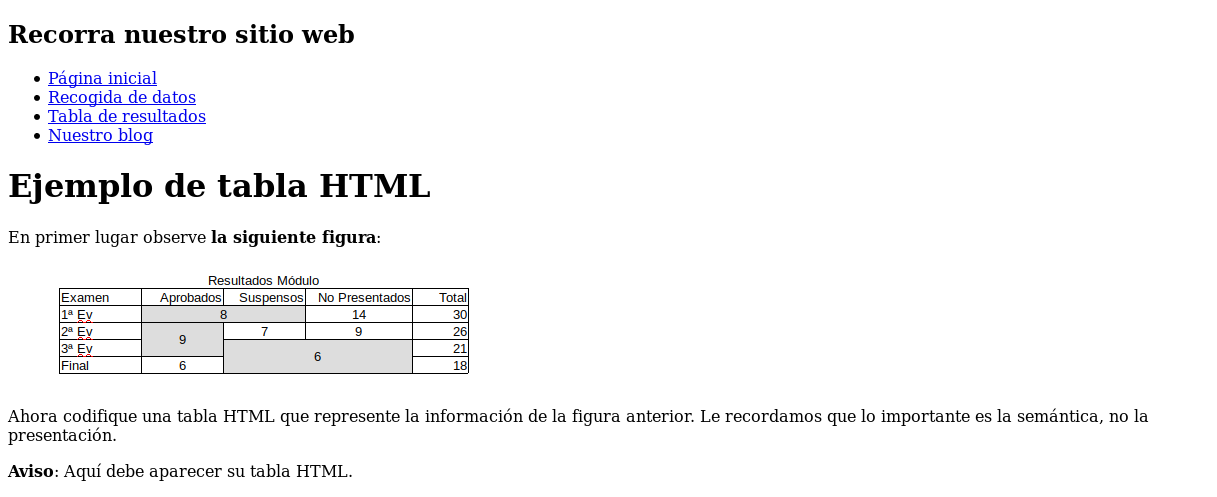 Recorra nuestro sitio web
Página inicial
Recogida de datos
Tabla de resultados
Nuestro blog
Ejemplo de tabla HTML
En primer lugar observe la siguiente figura:
Resultados Módulo
Examen Aprobados Suspensos No Presentados Total
1ª Ev 8 14 30
2ª Ev 9 7 9 26
3ª Ev 6 21
Final 6 18
Ahora codifique una tabla HTML que represente la información de la figura anterior. Le recordamos que lo importante es la semántica, no la
presentación.
Aviso: Aquí debe aparecer su tabla HTML.